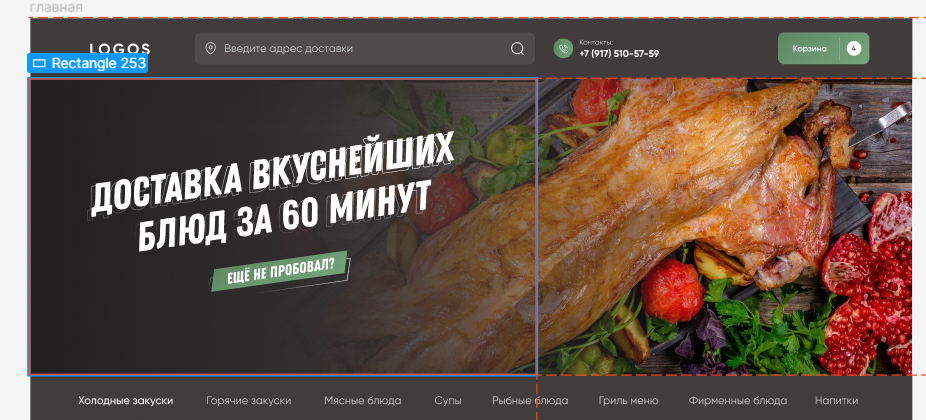 главная
LOGOS
Введите адрес доставки
Контакты:
+7 (917) 510-57-59
Корзина
4
Rectangle 253
ДОСТАВКА ВКУСНЕЙШИХ
БЛЮД ЗА 60 МИНУТ
ЕЩЁ НЕ ПРОБОВАЛ?
Холодные закуски
Горячие закуски
Мясные блюда
Супы
Рыбные блюда
Гриль меню
Фирменные блюда
Напитки